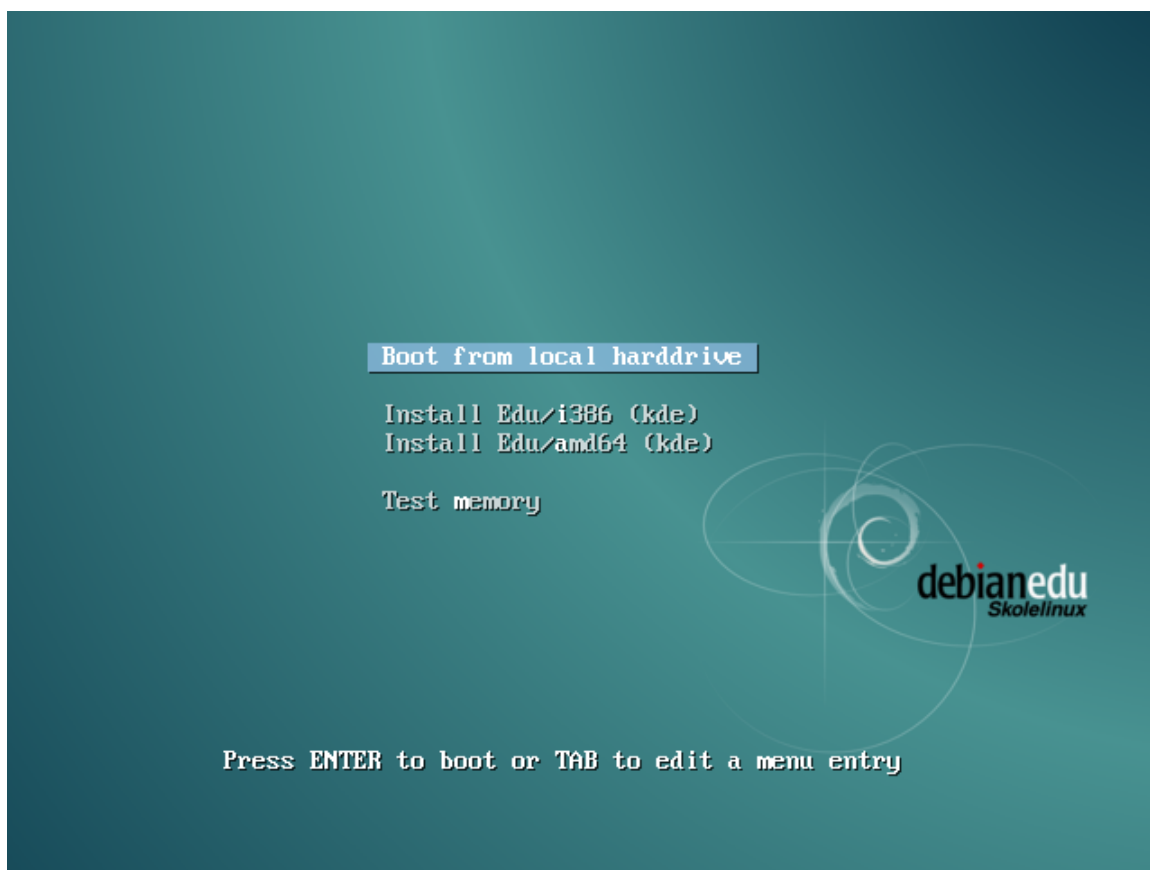 Boot from local harddrive
Install Edu/i386 (kde)
Install Edu/amd64 (kde)
Test memory
debianedu
Skolelinux
Press ENTER to boot or TAB to edit a menu entry